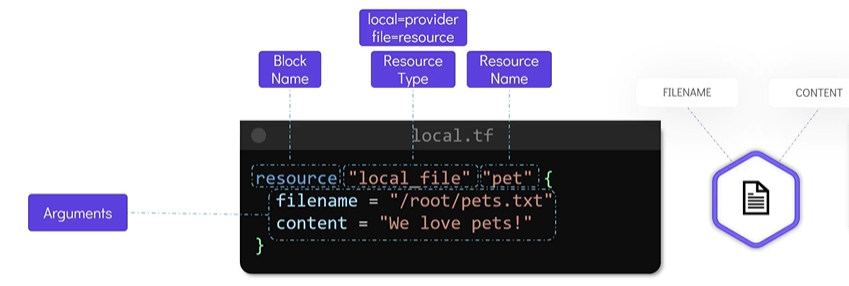 local=provider
file=resource
Block
Name
Resource
Type
Resource
Name
FILENAME
CONTENT
local.tf
resource "local_file" "pet" {
filename = "/root/pets.txt"
content = "We love pets!"
}
Arguments